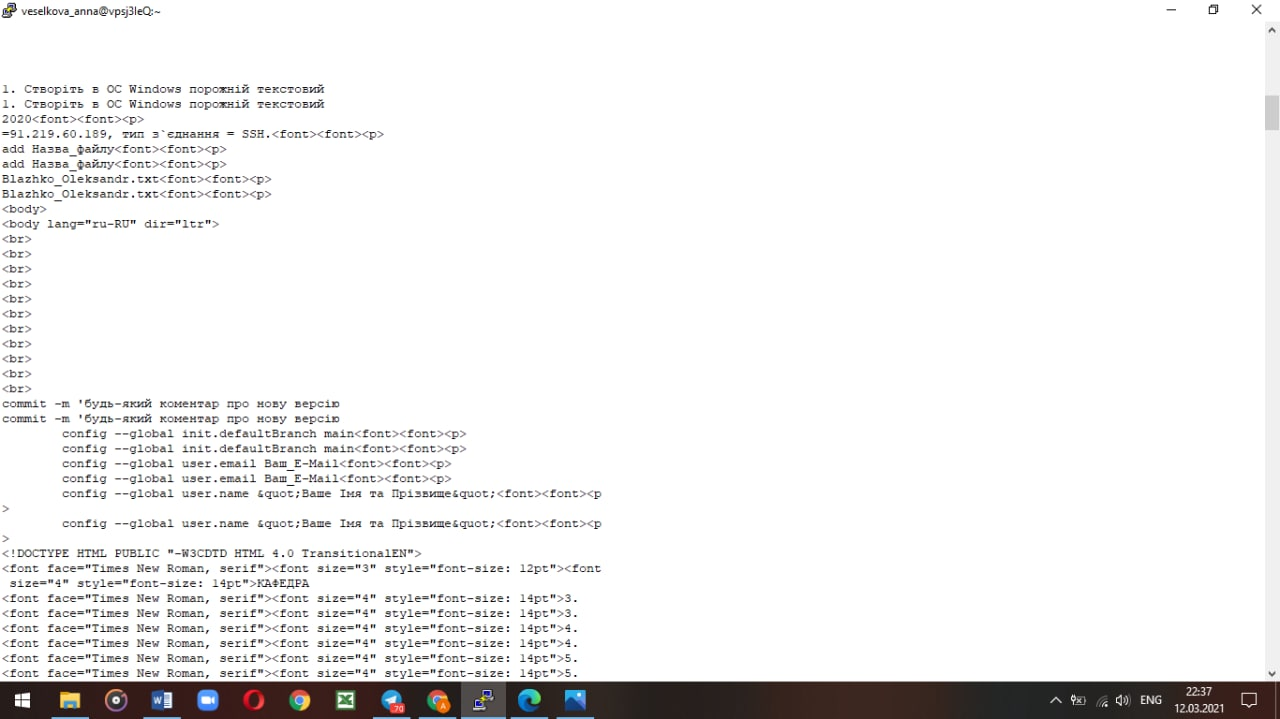 veselkova_anna@vpsj3leQ:~
1. Створіть в ОС Windows порожній текстовий
1. Створіть в ОС Windows порожній текстовий
2020<font><font><p>
=91.219.60.189, тип з`єднання = SSH.<font><font><p>
add Назва_файлу<font><font><p>
add Назва_файлу<font><font><p>
Blazhko_Oleksandr.txt<font><font><p>
Blazhko_Oleksandr.txt<font><font><p>
<body>
<body lang="ru-RU" dir="ltr">
<br>
<br>
<br>
<br>
<br>
<br>
<br>
<br>
<br>
<br>
<br>
commit -m 'будь-який коментар про нову версію
commit -m 'будь-який коментар про нову версію
config --global init.defaultBranch main<font><font><p>
config --global init.defaultBranch main<font><font><p>
config --global user.email Ваш_E-Mail<font><font><p>
config --global user.email Ваш_E-Mail<font><font><p>
config --global user.name &quot;Ваше Імя та Прізвище&quot;<font><font><p
>
config --global user.name &quot;Ваше Імя та Прізвище&quot;<font><font><p
>
<!DOCTYPE HTML PUBLIC "-W3CDTD HTML 4.0 TransitionalEN">
<font face="Times New Roman, serif"><font size="3" style="font-size: 12pt"><font
size="4" style="font-size: 14pt">КАФЕДРА
<font face="Times New Roman, serif"><font size="4" style="font-size: 14pt">3.
<font face="Times New Roman, serif"><font size="4" style="font-size: 14pt">3.
<font face="Times New Roman, serif"><font size="4" style="font-size: 14pt">4.
<font face="Times New Roman, serif"><font size="4" style="font-size: 14pt">4.
<font face="Times New Roman, serif"><font size="4" style="font-size: 14pt">5.
<font face="Times New Roman, serif"><font size="4" style="font-size: 14pt">5.
70
ENG
22:37
12.03.2021